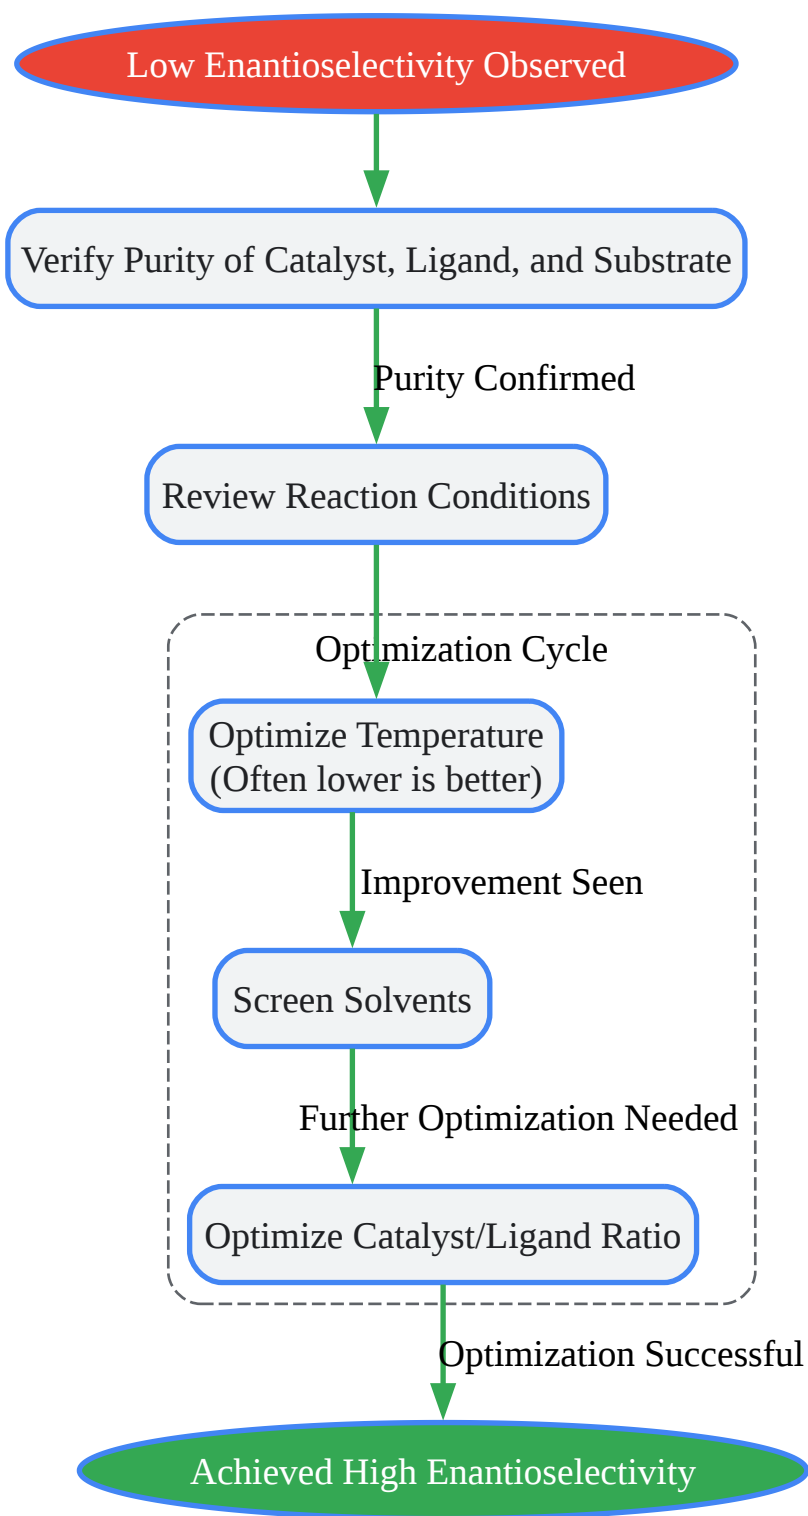 Low Enantioselectivity Observed
Verify Purity of Catalyst, Ligand, and Substrate
Purity Confirmed
Review Reaction Conditions
Optimization Cycle
Optimize Temperature
(Often lower is better)
Improvement Seen
Screen Solvents
Further Optimization Needed
Optimize Catalyst/Ligand Ratio
Optimization Successful
Achieved High Enantioselectivity